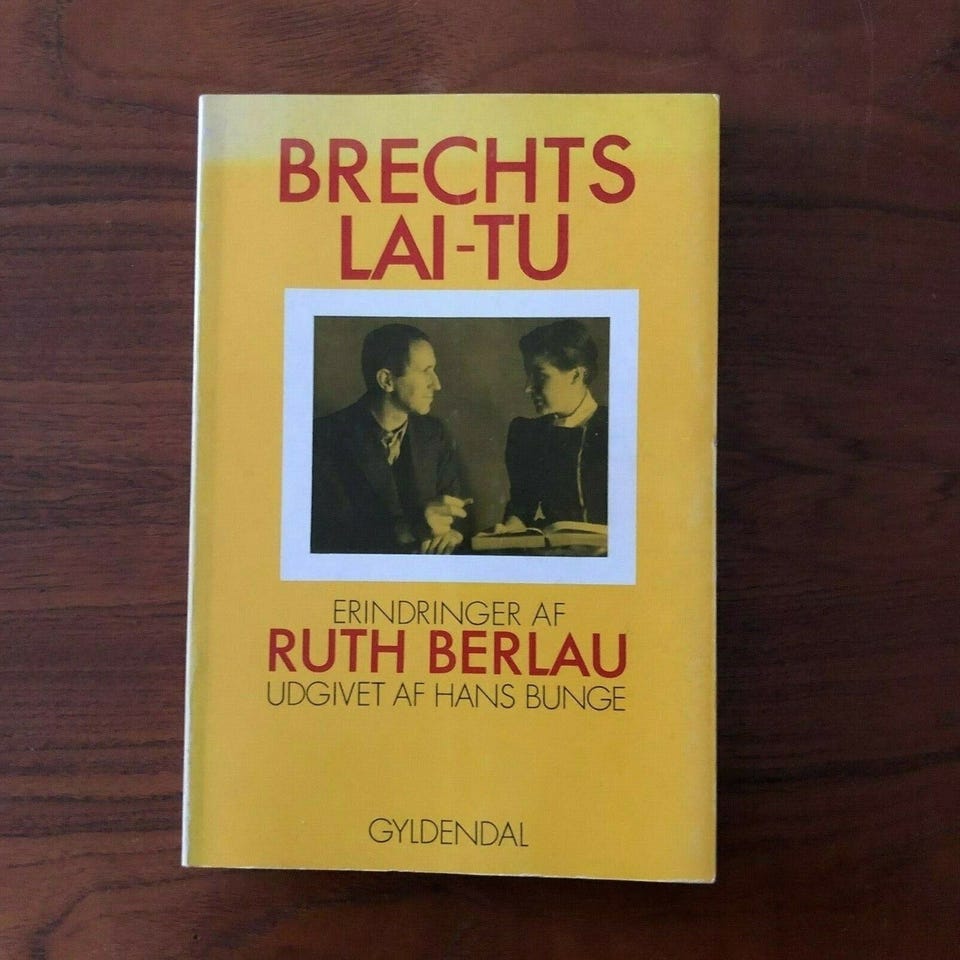 BRECHTS
LAI-TU
ERINDRINGER AF
RUTH BERLAU
UDGIVET AF HANS BUNGE
GYLDENDAL